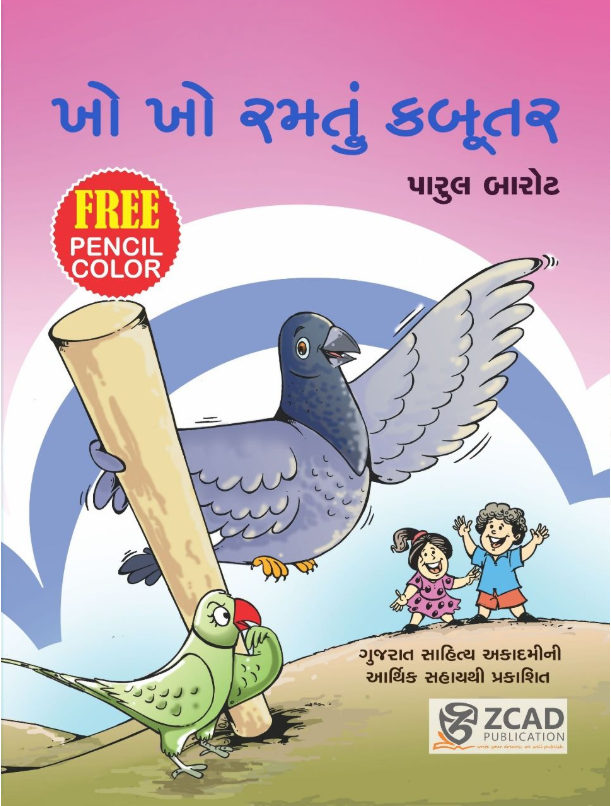 ખો ખો રમતું કબૂતર
પારુલ બારોટ
FREE
PENCIL
COLOR
ગુજરાત સાહિત્ય અકાદમીની
આર્થિક સહાયથી પ્રકાશિત
ZCAD
PUBLICATION